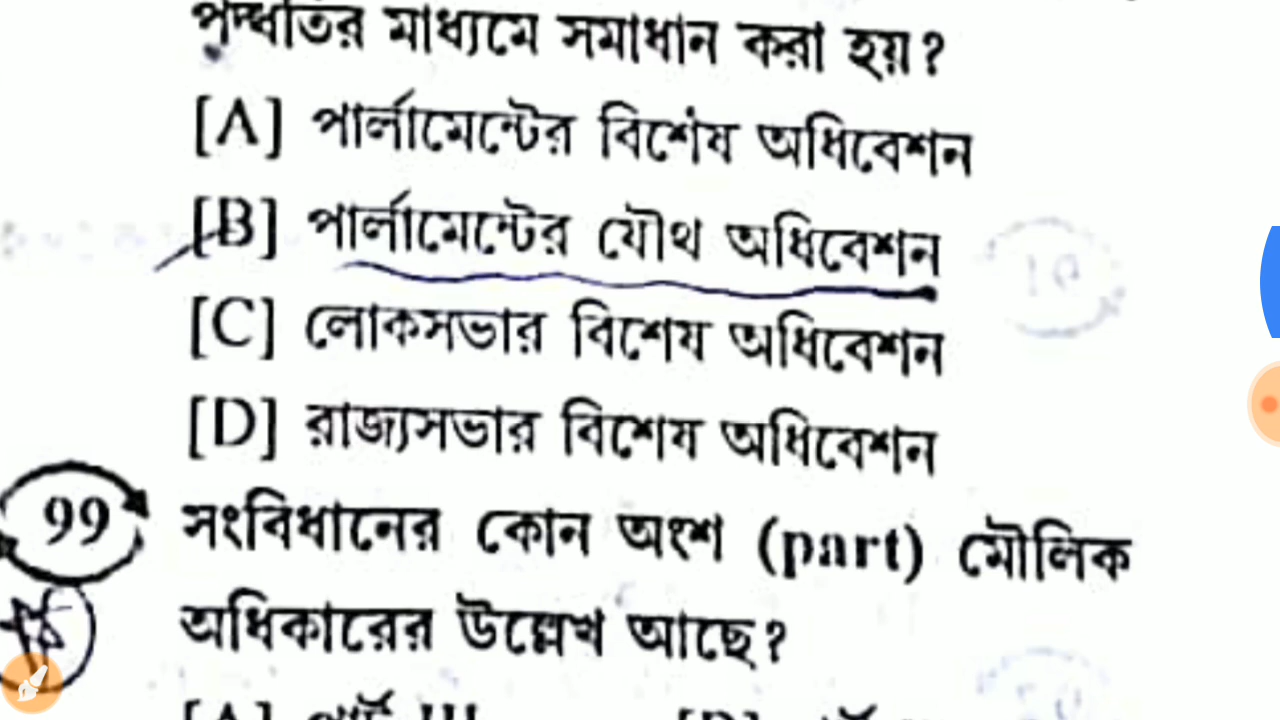 পদ্ধতির মাধ্যমে সমাধান করা হয়?
[A] পার্লামেন্টের বিশেষ অধিবেশন
[B] পার্লামেন্টের যৌথ অধিবেশন
[C] লোকসভার বিশেষ অধিবেশন
[D] রাজ্যসভার বিশেষ অধিবেশন
99 সংবিধানের কোন অংশ (part) মৌলিক
অধিকারের উল্লেখ আছে?
[A] পার্ট III